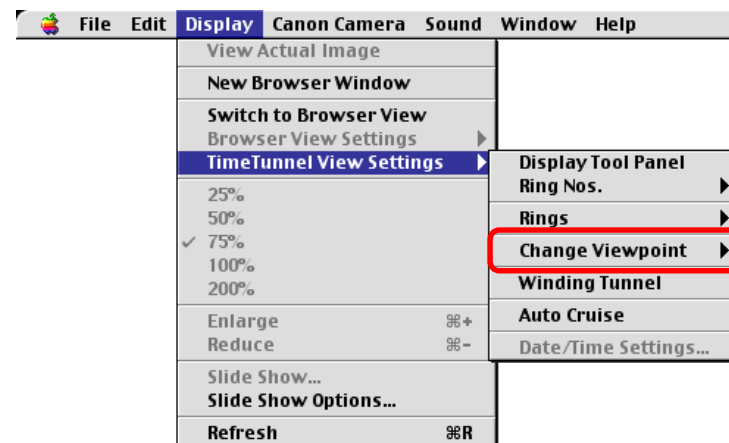 File Edit Display Canon Camera Sound Window Help
View Actual Image
New Browser Window
Switch to Browser View
Browser View Settings
TimeTunnel View Settings
25%
50%
✓ 75%
100%
200%
Enlarge ⌘+
Reduce ⌘-
Slide Show...
Slide Show Options...
Refresh ⌘R
Display Tool Panel
Ring Nos.
Rings
Change Viewpoint
Winding Tunnel
Auto Cruise
Date/Time Settings...